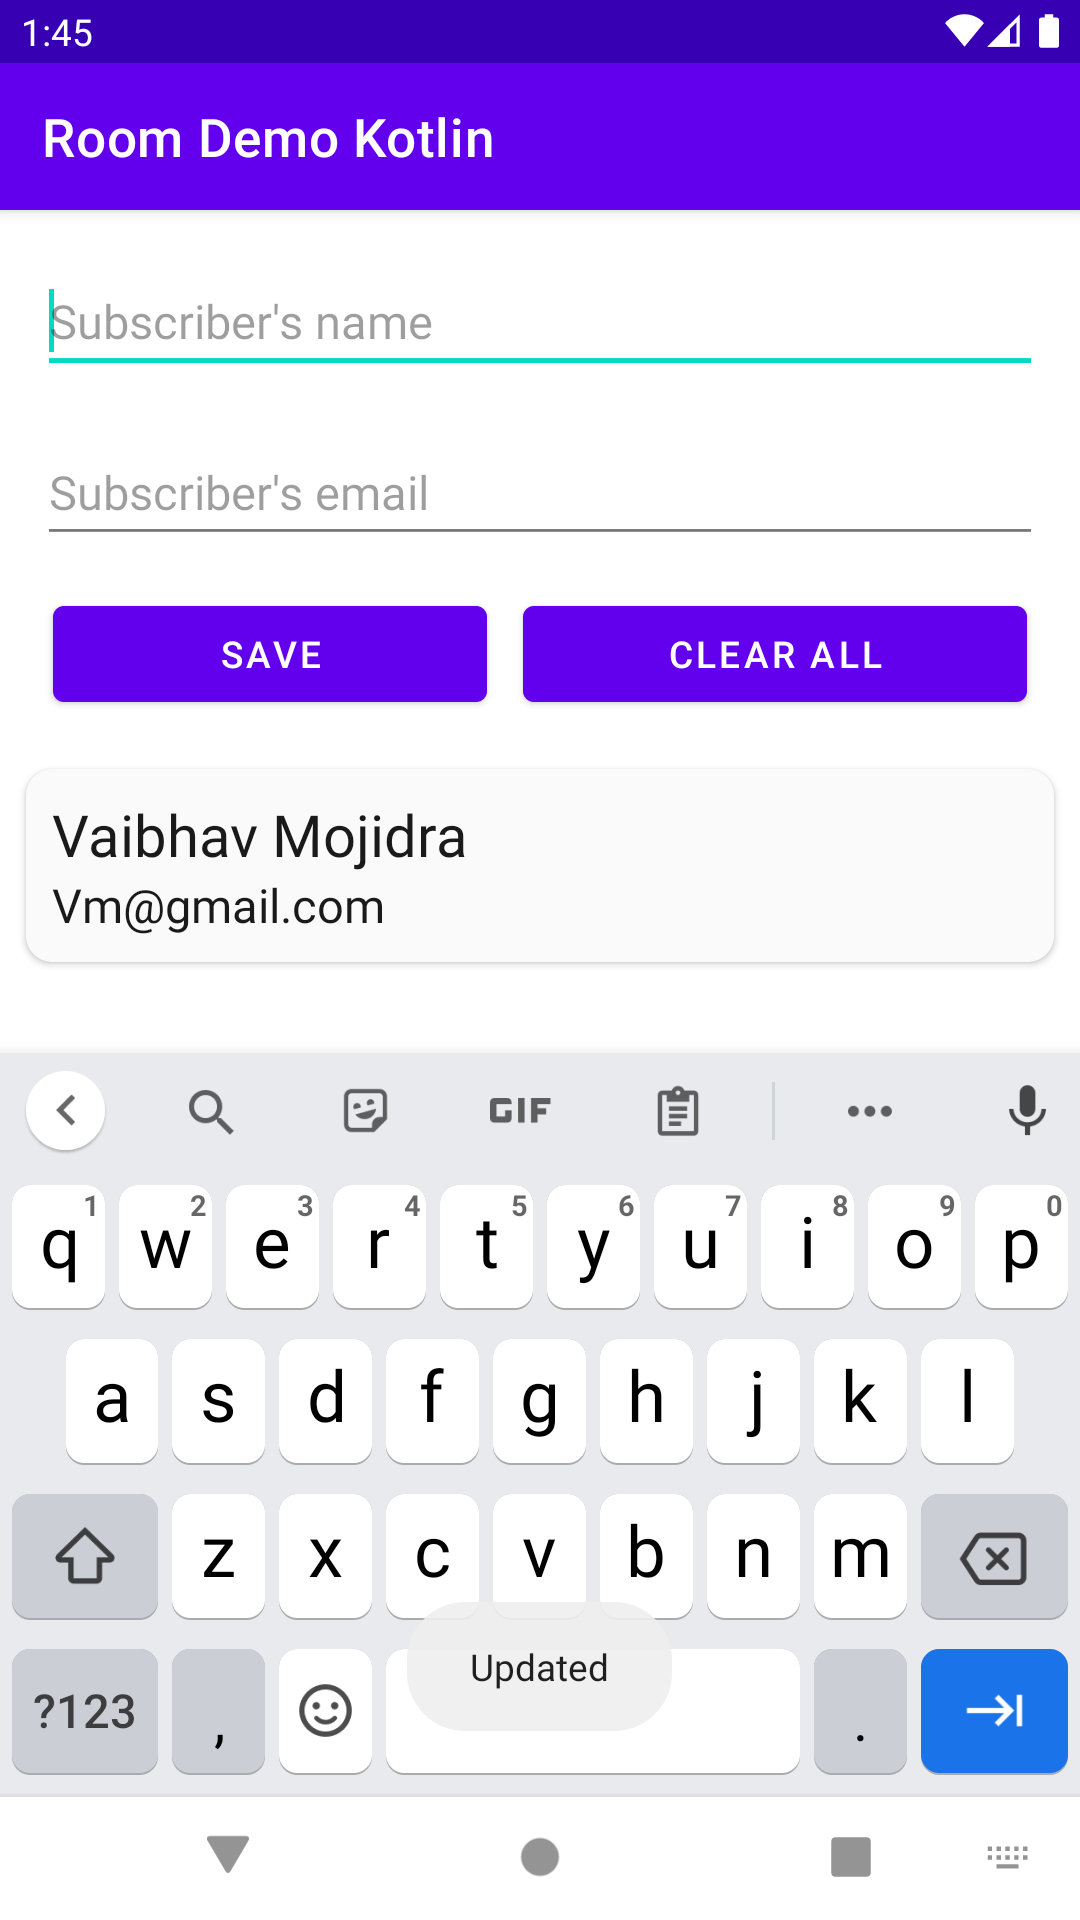 1:45
Room Demo Kotlin
Subscriber's name
Subscriber's email
SAVE CLEAR ALL
Vaibhav Mojidra
Vm@gmail.com
GIF
1 2 3 4 5 6 7 8 9 0
q w e r t y u i o p
a s d f g h j k l
z x c v b n m
Updated
?123 , .